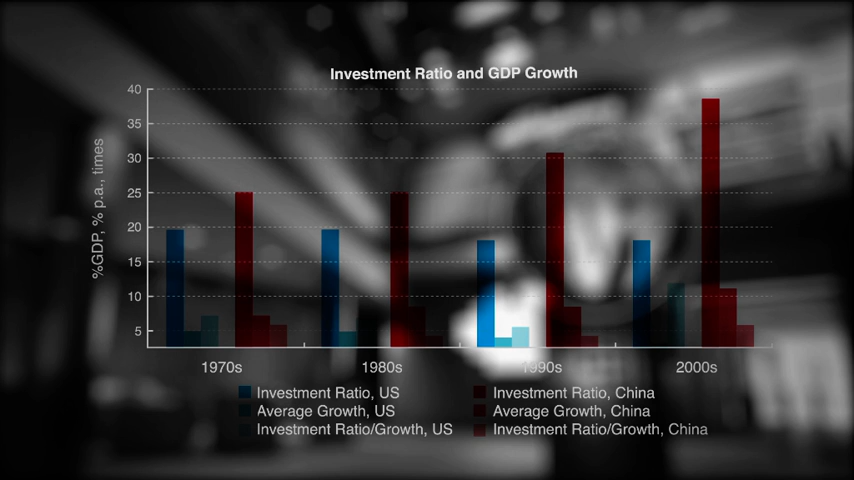 Investment Ratio and GDP Growth
40
35
30
25
20
15
10
5
%GDP, % p.a., times
1970s 1980s 1990s 2000s
Investment Ratio, US Investment Ratio, China
Average Growth, US Average Growth, China
Investment Ratio/Growth, US Investment Ratio/Growth, China